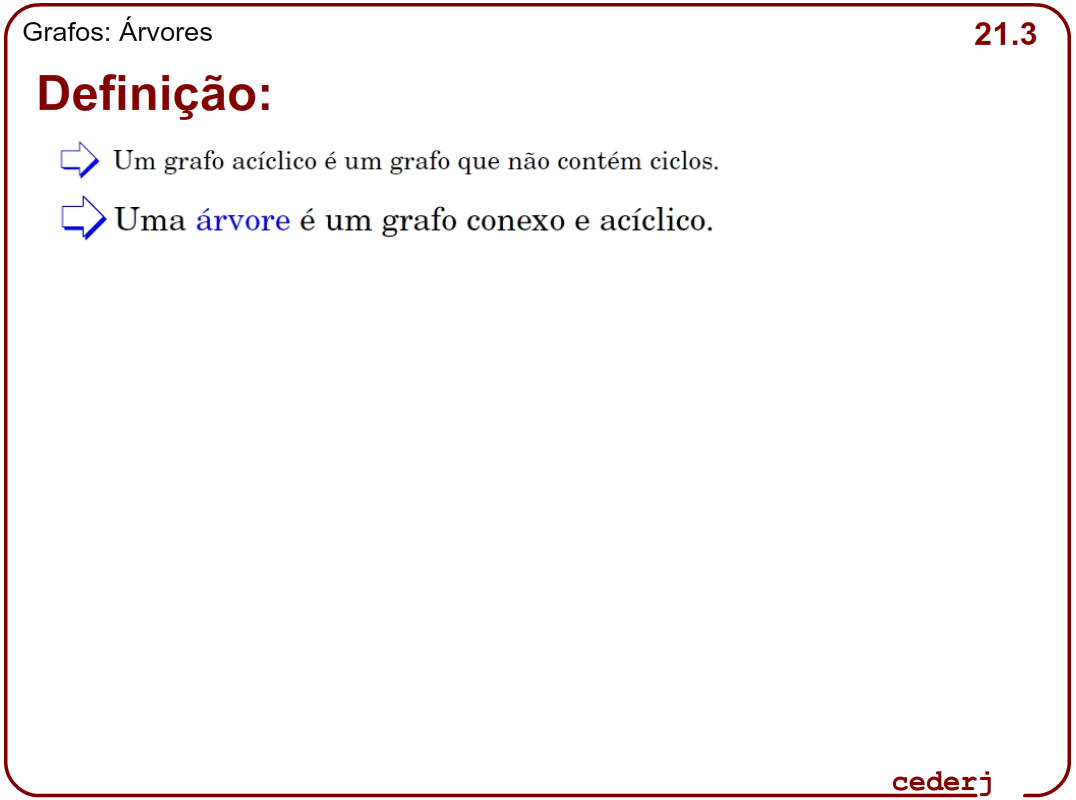 Grafos: Árvores
21.3
Definição:
Um grafo acíclico é um grafo que não contém ciclos.
Uma árvore é um grafo conexo e acíclico.
cederj